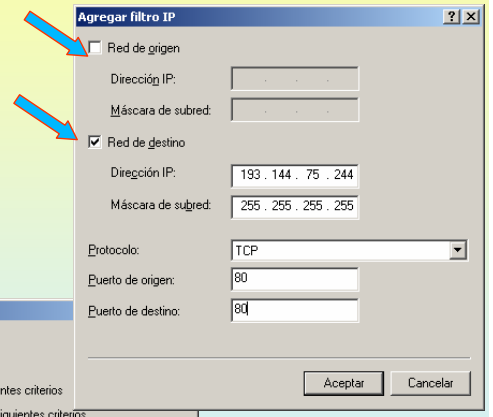 Agregar filtro IP
Red de origen
Dirección IP:
Máscara de subred:
Red de destino
Dirección IP: 193 . 144 . 75 . 244
Máscara de subred: 255 . 255 . 255 . 255
Protocolo: TCP
Puerto de origen: 80
Puerto de destino: 80
Aceptar Cancelar
ntes criterios
iguientes criterios